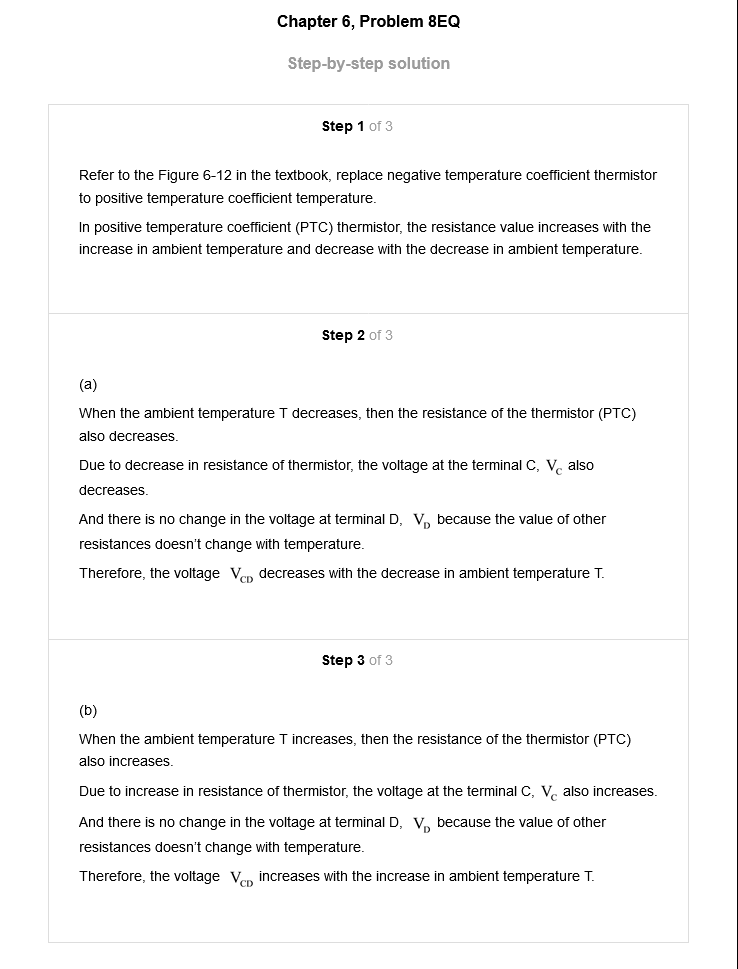 Chapter 6, Problem 8EQ
Step-by-step solution
Step 1 of 3
Refer to the Figure 6-12 in the textbook, replace negative temperature coefficient thermistor
to positive temperature coefficient temperature.
In positive temperature coefficient (PTC) thermistor, the resistance value increases with the
increase in ambient temperature and decrease with the decrease in ambient temperature.
Step 2 of 3
(a)
When the ambient temperature T decreases, then the resistance of the thermistor (PTC)
also decreases.
Due to decrease in resistance of thermistor, the voltage at the terminal C, V_C also
decreases.
And there is no change in the voltage at terminal D, V_D because the value of other
resistances doesn't change with temperature.
Therefore, the voltage V_CD decreases with the decrease in ambient temperature T.
Step 3 of 3
(b)
When the ambient temperature T increases, then the resistance of the thermistor (PTC)
also increases.
Due to increase in resistance of thermistor, the voltage at the terminal C, V_C also increases.
And there is no change in the voltage at terminal D, V_D because the value of other
resistances doesn't change with temperature.
Therefore, the voltage V_CD increases with the increase in ambient temperature T.